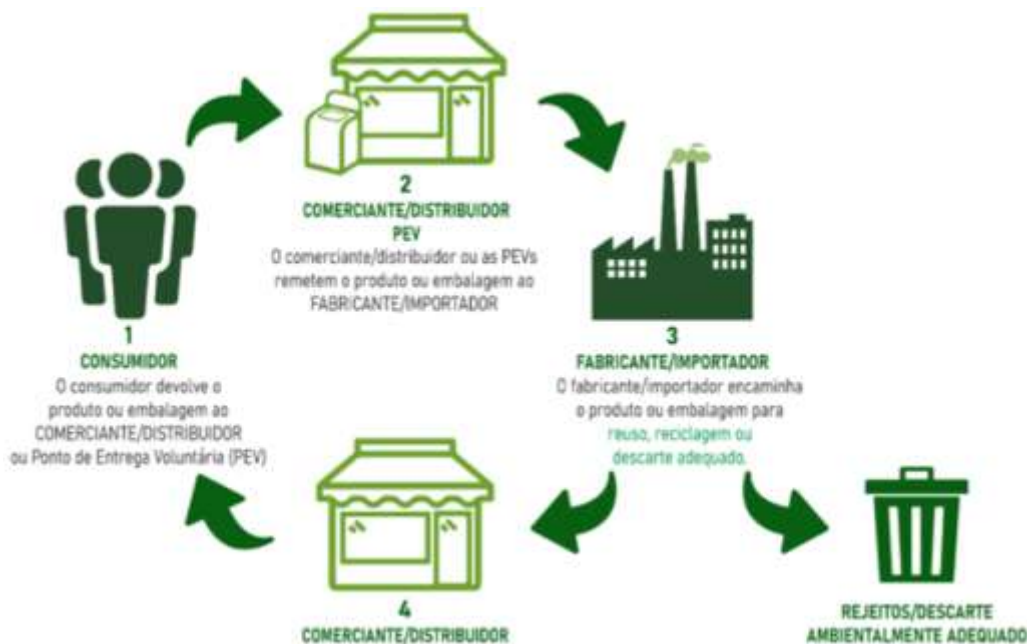 2
COMERCIANTE/DISTRIBUIDOR
PEV
O comerciante/distribuidor ou as PEVs
remetem o produto ou embalagem ao
FABRICANTE/IMPORTADOR
1
CONSUMIDOR
O consumidor devolve o
produto ou embalagem ao
COMERCIANTE/DISTRIBUIDOR
ou Ponto de Entrega Voluntária (PEV)
3
FABRICANTE/IMPORTADOR
O fabricante/importador encaminha
o produto ou embalagem para
reuso, reciclagem ou
descarte adequado.
4
COMERCIANTE/DISTRIBUIDOR
REJEITOS/DESCARTE
AMBIENTALMENTE ADEQUADO